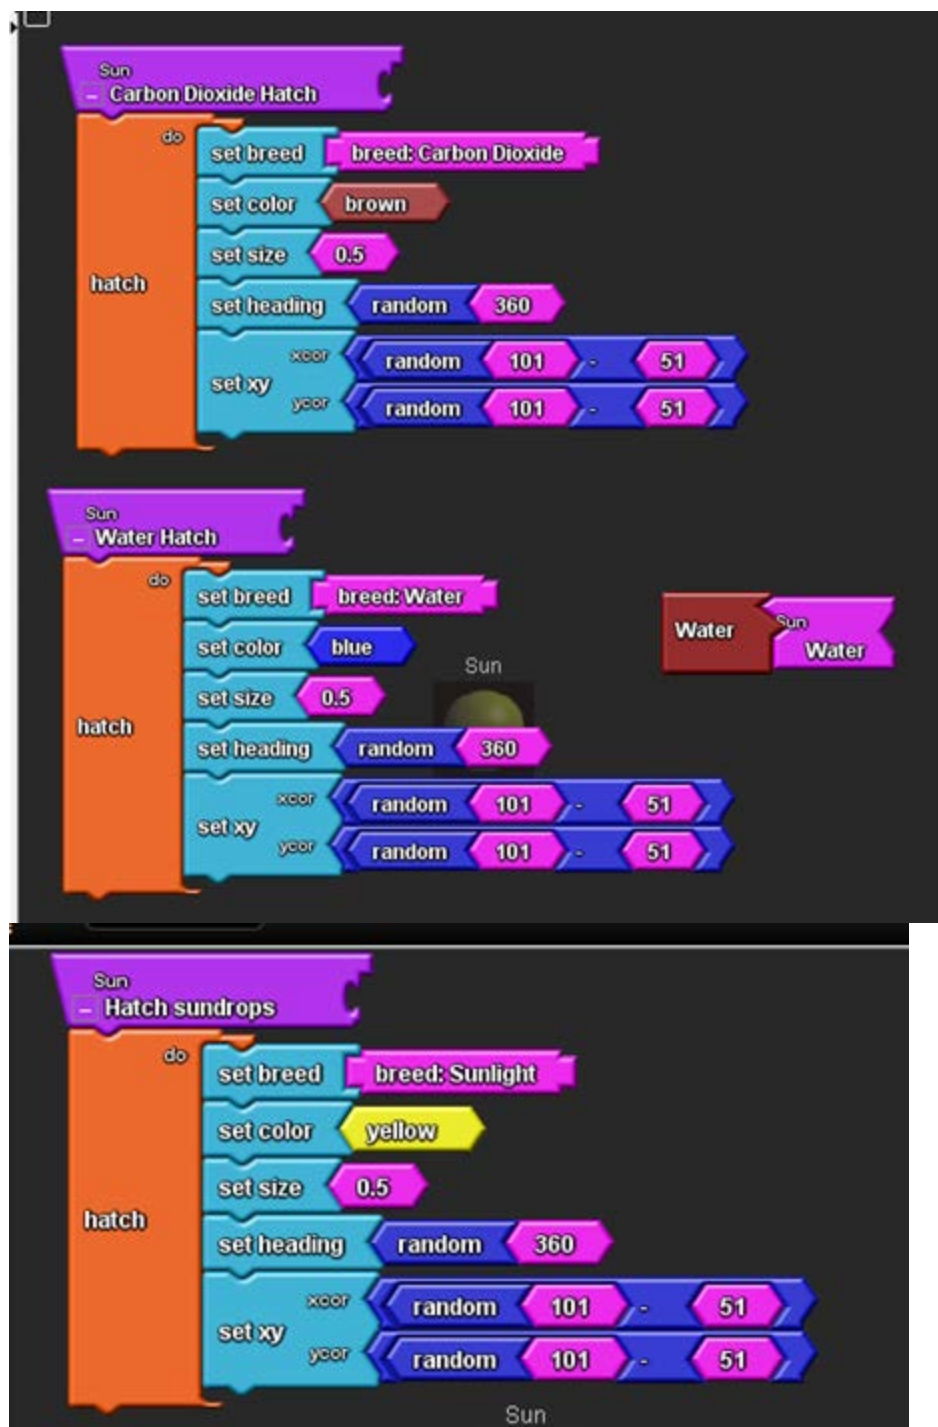 Sun
– Carbon Dioxide Hatch
do
set breed breed: Carbon Dioxide
set color brown
set size 0.5
hatch
set heading random 360
set xy
xcor random 101 - 51
ycor random 101 - 51
Sun
– Water Hatch
do
set breed breed: Water
set color blue
set size 0.5
hatch
set heading random 360
set xy
xcor random 101 - 51
ycor random 101 - 51
Water
Sun
Water
Sun
Sun
– Hatch sundrops
do
set breed breed: Sunlight
set color yellow
set size 0.5
hatch
set heading random 360
set xy
xcor random 101 - 51
ycor random 101 - 51
Sun